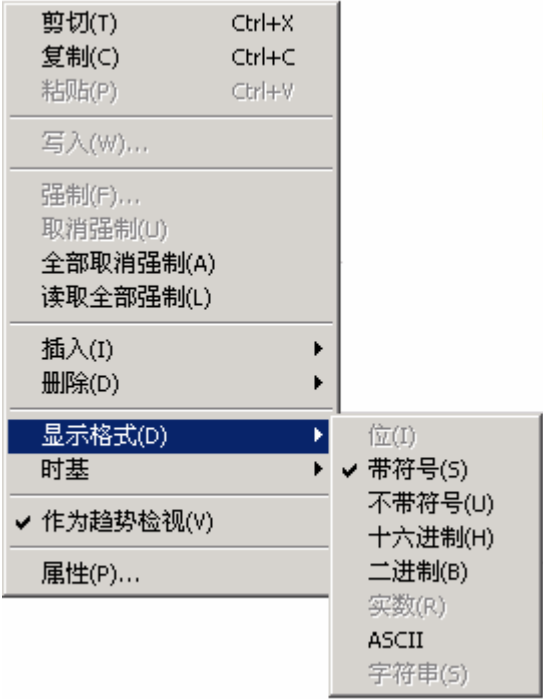 剪切(T) Ctrl+X
复制(C) Ctrl+C
粘贴(P) Ctrl+V
写入(W)...
强制(F)...
取消强制(U)
全部取消强制(A)
读取全部强制(L)
插入(I)
删除(D)
显示格式(D)
时基
作为趋势检视(V)
属性(P)...
位(I)
带符号(S)
不带符号(U)
十六进制(H)
二进制(B)
实数(R)
ASCII
字符串(S)